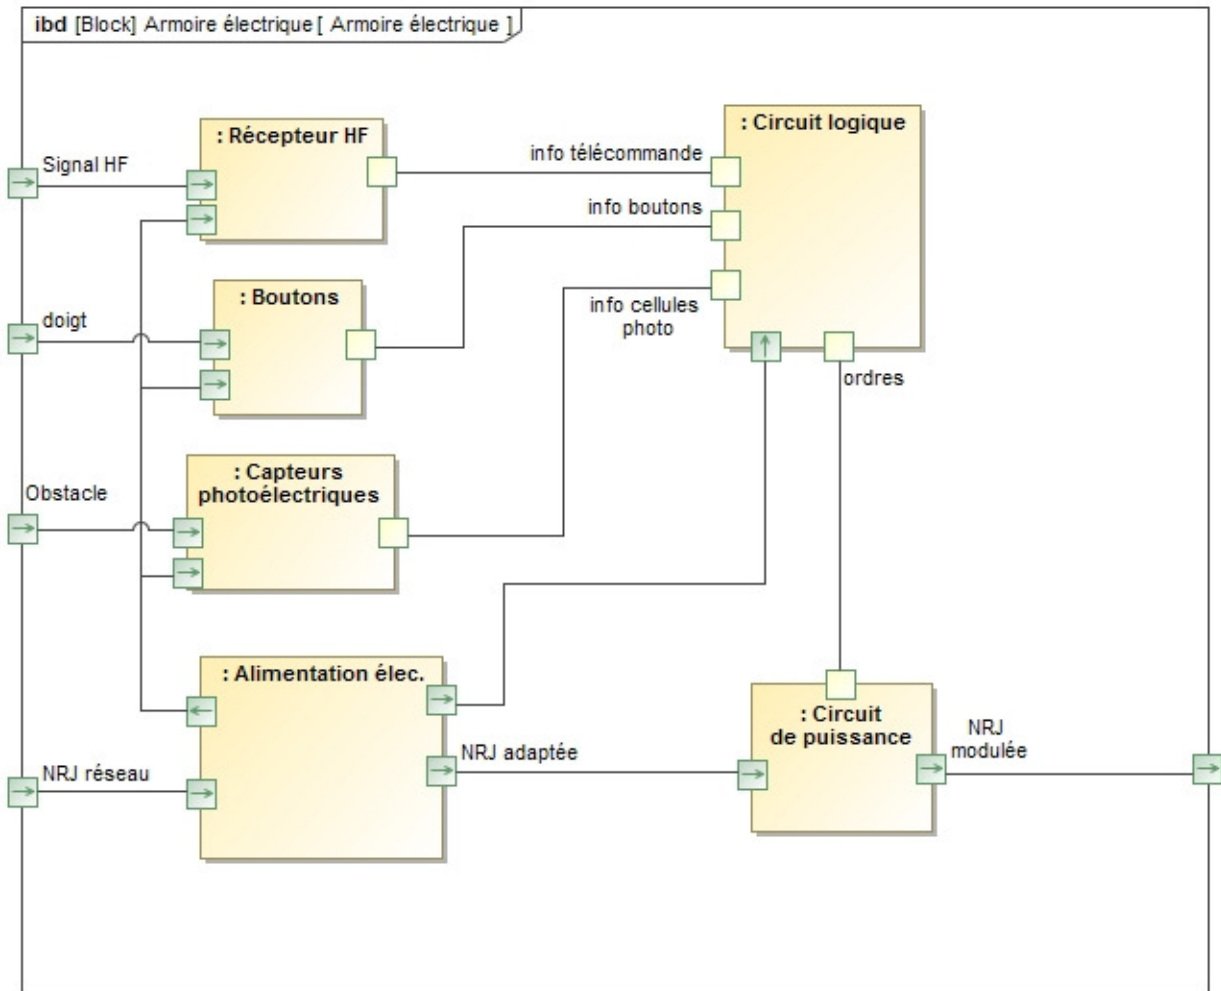 ibd [Block] Armoire électrique [ Armoire électrique ]
: Récepteur HF
: Circuit logique
Signal HF
info télécommande
info boutons
: Boutons
doigt
info cellules
photo
ordres
: Capteurs
photoélectriques
Obstacle
: Alimentation élec.
: Circuit
de puissance
NRJ
modulée
NRJ adaptée
NRJ réseau